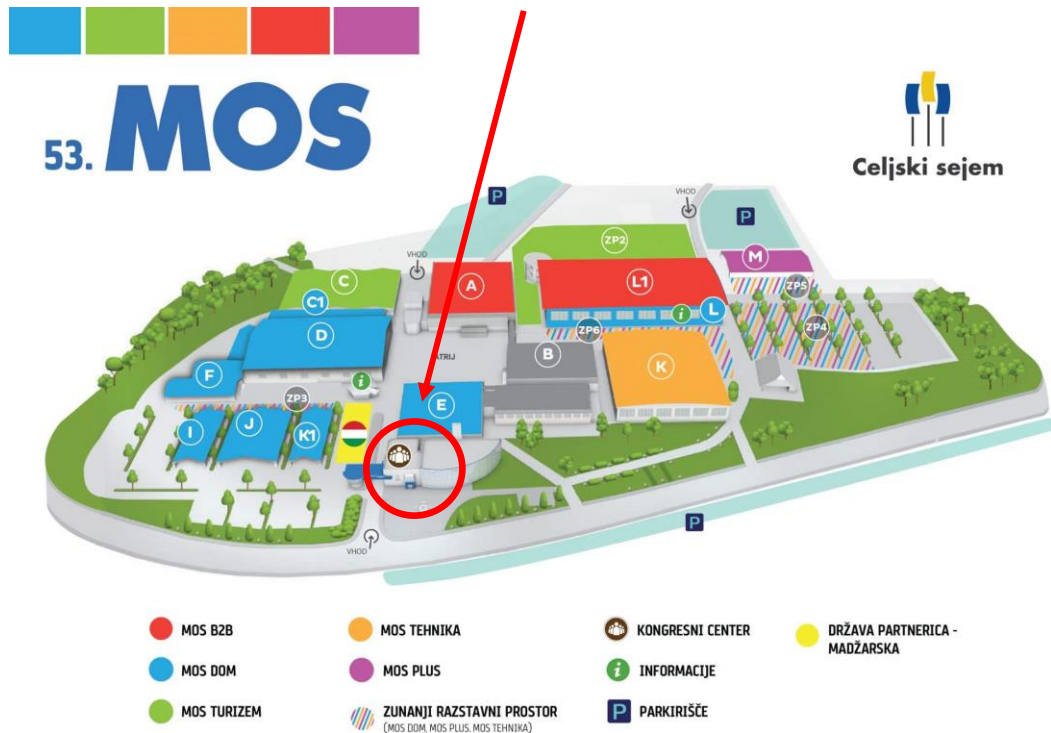 53. MOS
Celjski sejem
P
VHOD
P
ZP2
VHOD
M
C
A
L1
ZP5
C1
i
L
D
ZP6
ZP4
ATRIJ
B
F
K
i
ZP3
E
I
J
K1
P
VHOD
MOS B2B
MOS DOM
MOS TURIZEM
MOS TEHNIKA
MOS PLUS
ZUNANJI RAZSTAVNI PROSTOR
(MOS DOM, MOS PLUS, MOS TEHNIKA)
KONGRESNI CENTER
i INFORMACIJE
P PARKIRIŠČE
DRŽAVA PARTNERICA -
MADŽARSKA